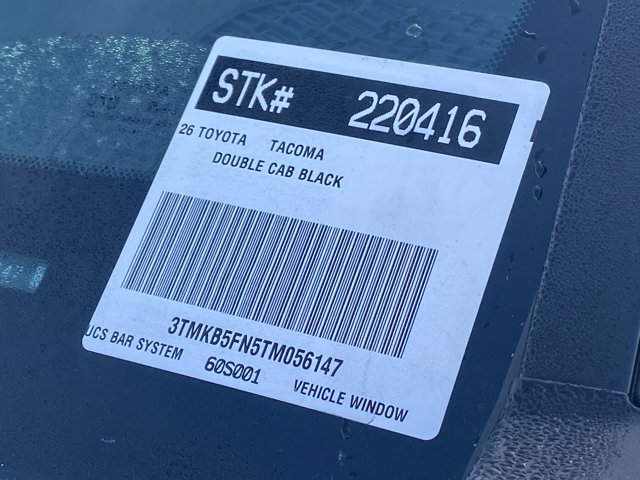 STK# 220416
26 TOYOTA TACOMA
DOUBLE CAB BLACK
3TMKB5FN5TM056147
UCS BAR SYSTEM 60S001 VEHICLE WINDOW